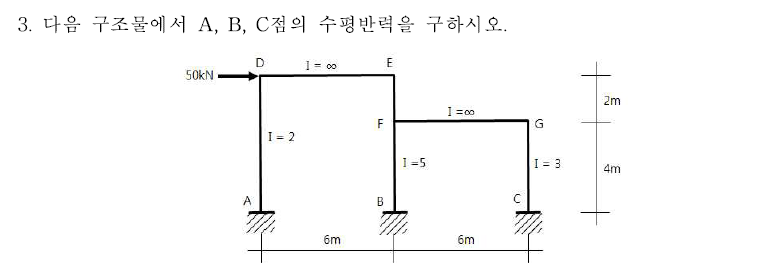 3. 다음 구조물에서 A, B, C점의 수평반력을 구하시오.
D I = ∞ E
50kN
2m
I =∞
F G
I = 2
I =5 I = 3 4m
A B C
6m 6m